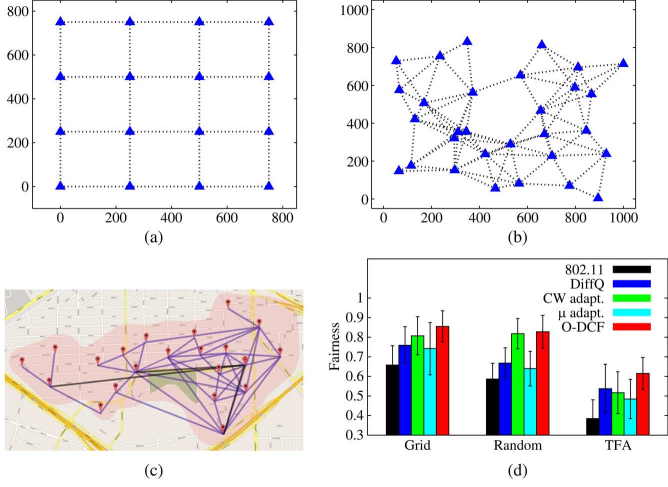 800
600
400
200
0
0 200 400 600 800
(a)
1000
800
600
400
200
0
0 200 400 600 800 1000
(b)
(c)
Fairness
1
0.9
0.8
0.7
0.6
0.5
0.4
0.3
802.11
DiffQ
CW adapt.
μ adapt.
O-DCF
Grid Random TFA
(d)